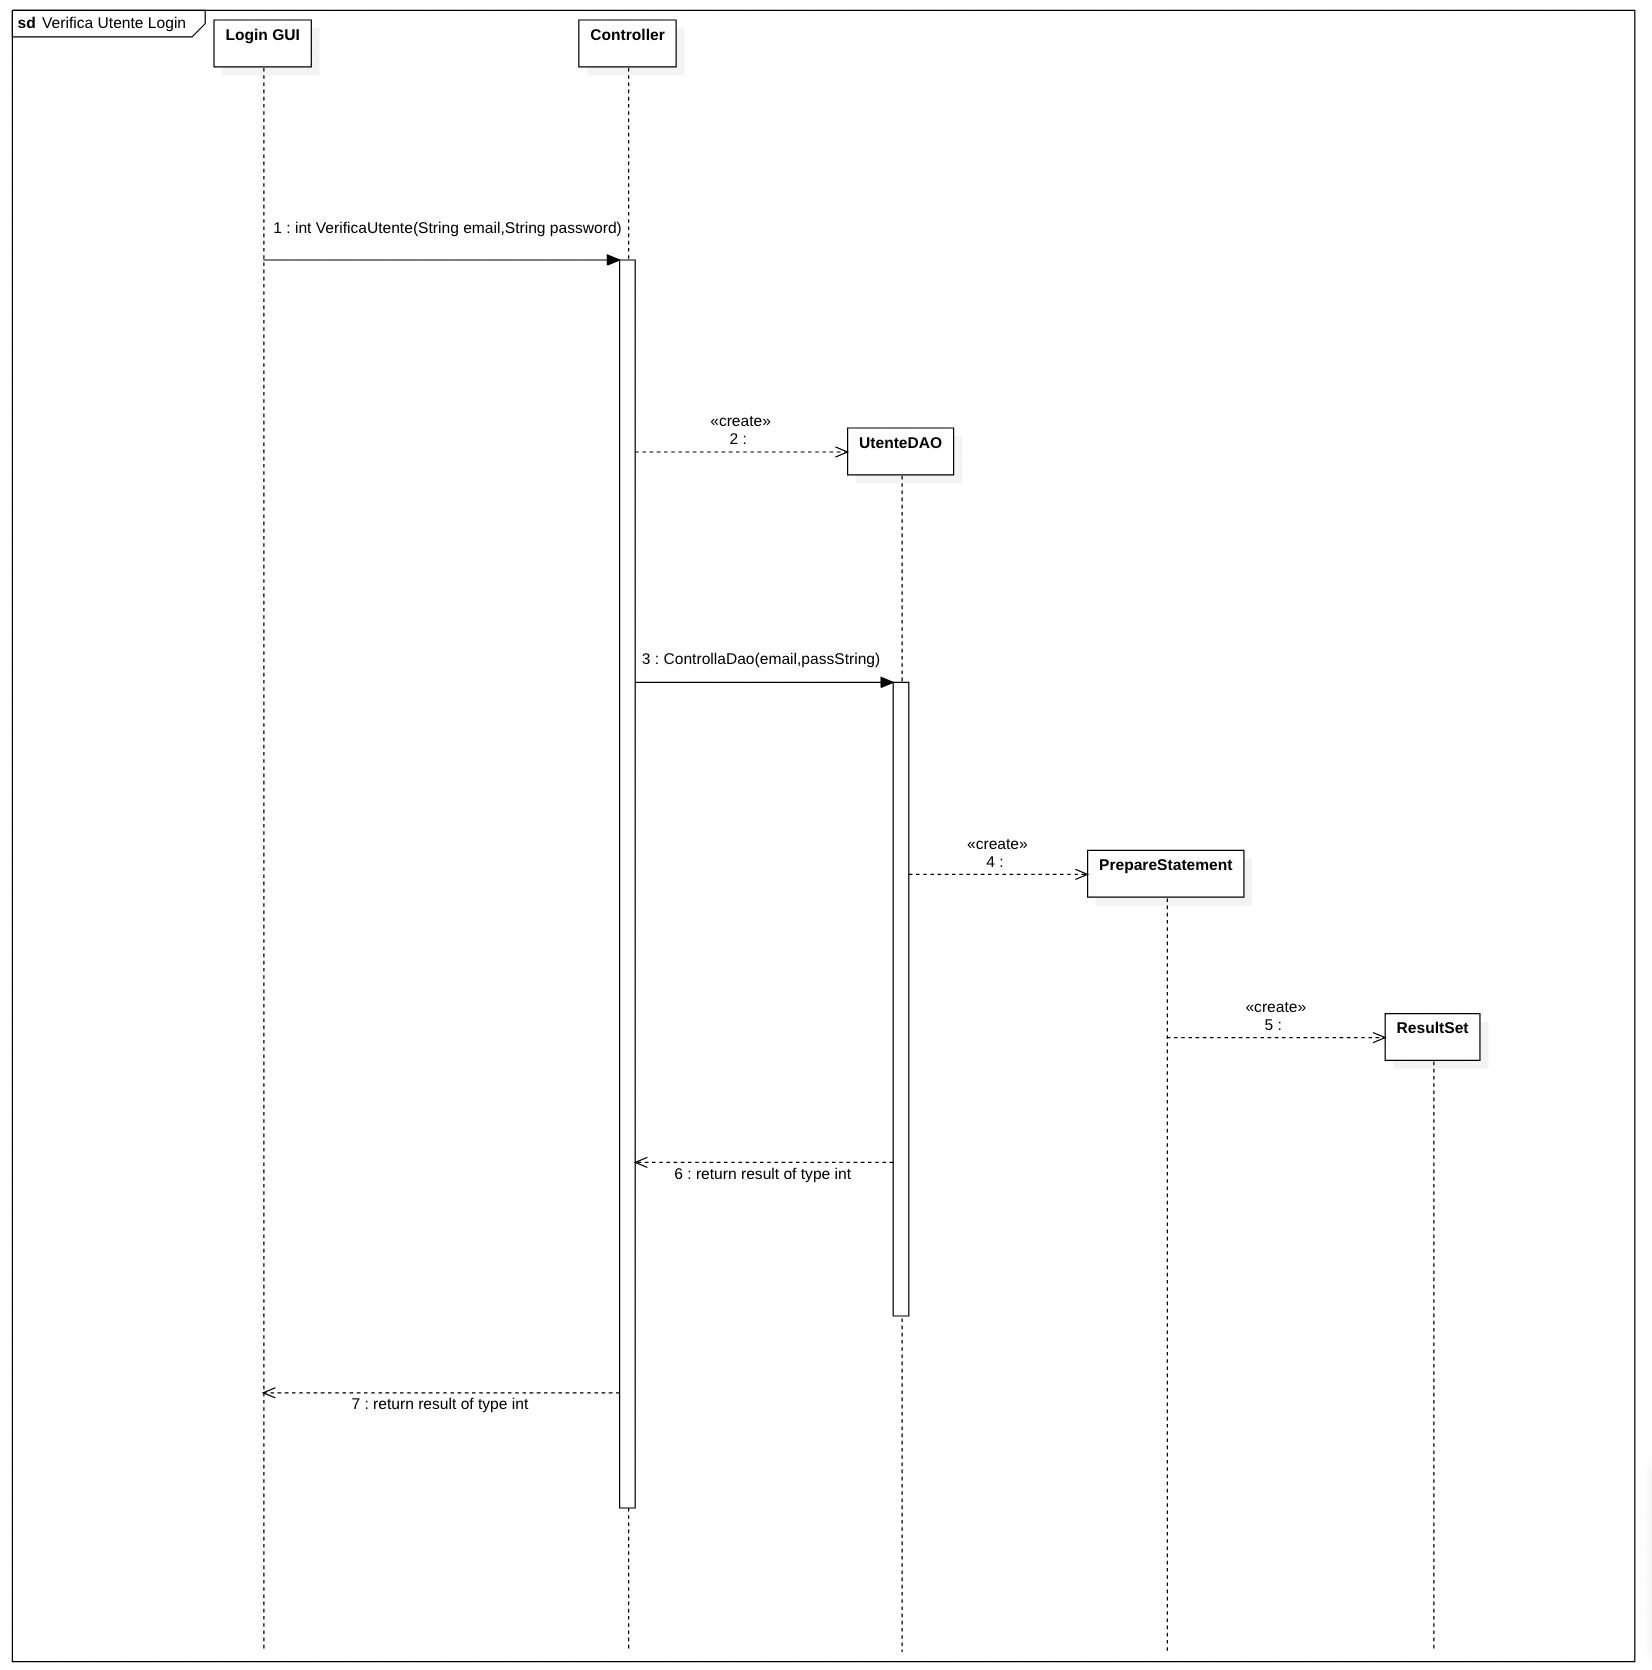 sd Verifica Utente Login
Login GUI
Controller
1 : int VerificaUtente(String email,String password)
«create»
2 :
UtenteDAO
3 : ControllaDao(email,passString)
«create»
4 :
PrepareStatement
«create»
5 :
ResultSet
6 : return result of type int
7 : return result of type int